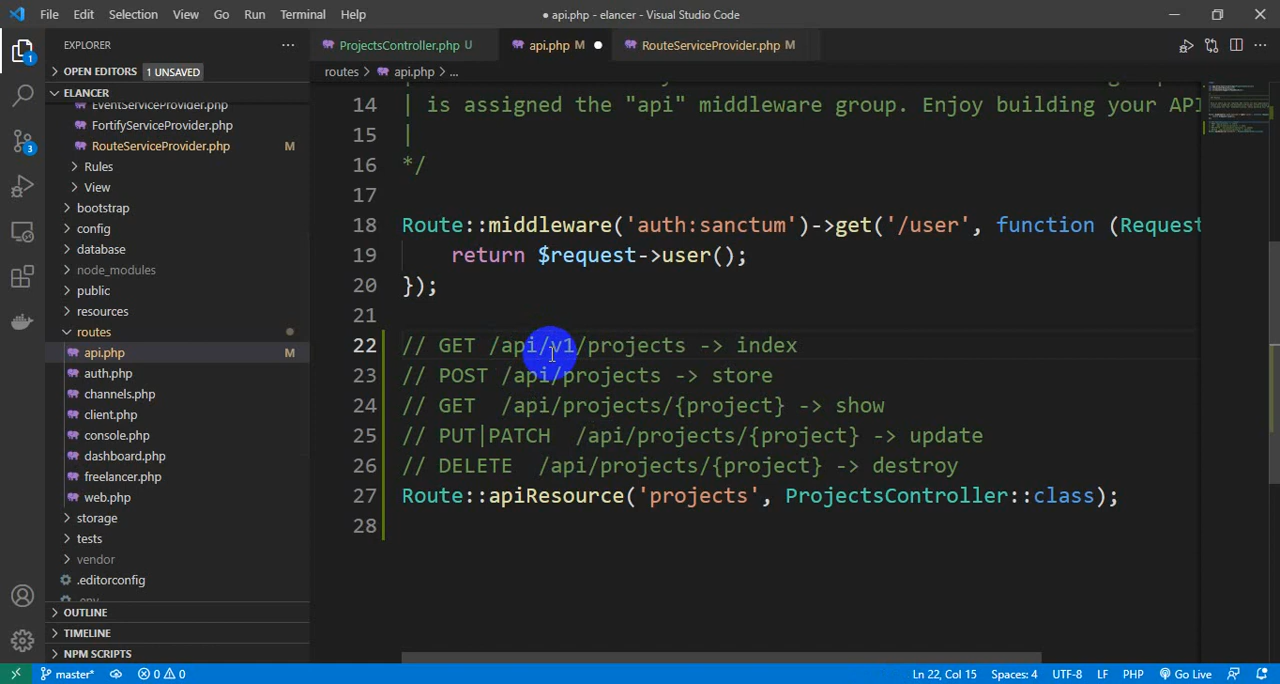 File Edit Selection View Go Run Terminal Help
● api.php - elancer - Visual Studio Code
EXPLORER
ProjectsController.php U
api.php M
RouteServiceProvider.php M
OPEN EDITORS 1 UNSAVED
routes > api.php > ...
ELANCER
EventServiceProvider.php
FortifyServiceProvider.php
RouteServiceProvider.php M
Rules
View
bootstrap
config
database
node_modules
public
resources
routes
api.php M
auth.php
channels.php
client.php
console.php
dashboard.php
freelancer.php
web.php
storage
tests
vendor
.editorconfig
.env
OUTLINE
TIMELINE
NPM SCRIPTS
14 | is assigned the "api" middleware group. Enjoy building your API
15 |
16 */
17
18 Route::middleware('auth:sanctum')->get('/user', function (Request
19 return $request->user();
20 });
21
22 // GET /api/v1/projects -> index
23 // POST /api/projects -> store
24 // GET  /api/projects/{project} -> show
25 // PUT|PATCH  /api/projects/{project} -> update
26 // DELETE  /api/projects/{project} -> destroy
27 Route::apiResource('projects', ProjectsController::class);
28
1
3
master* 0 0
Ln 22, Col 15 Spaces: 4 UTF-8 LF PHP Go Live